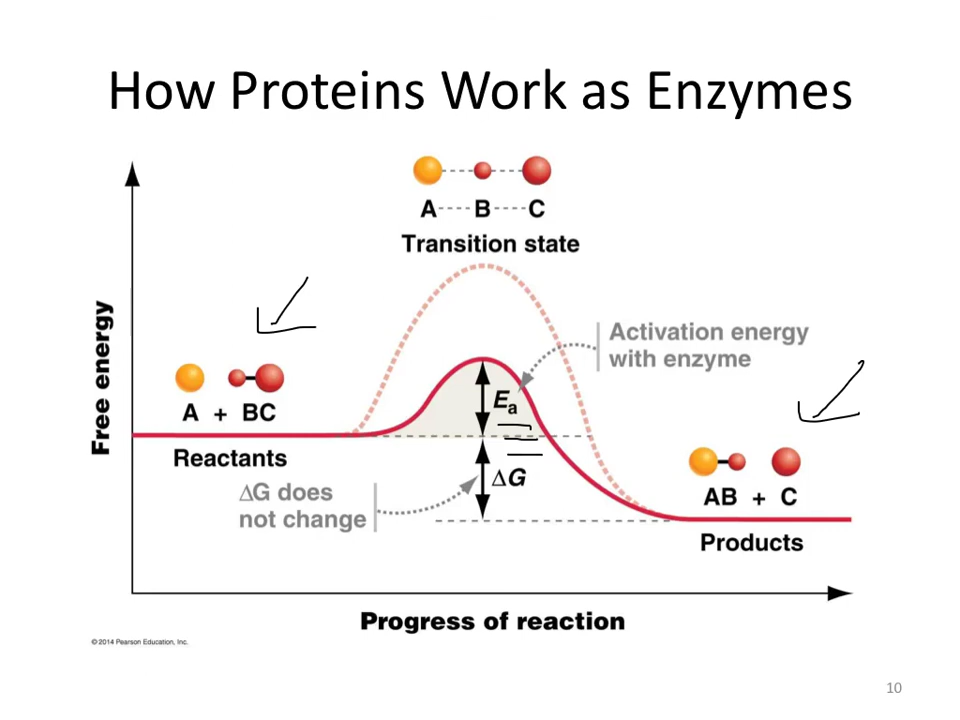 How Proteins Work as Enzymes
A----B----C
Transition state
Free energy
Activation energy
with enzyme
A + BC
Ea
Reactants
ΔG
ΔG does
not change
AB + C
Products
Progress of reaction
©2014 Pearson Education, Inc.
10